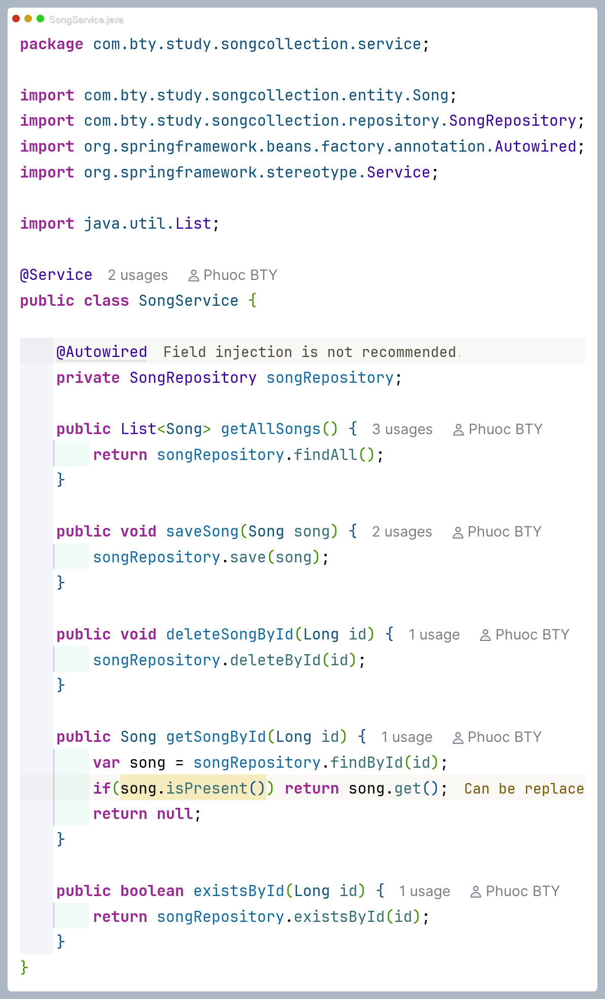 SongService.java
package com.bty.study.songcollection.service;
import com.bty.study.songcollection.entity.Song;
import com.bty.study.songcollection.repository.SongRepository;
import org.springframework.beans.factory.annotation.Autowired;
import org.springframework.stereotype.Service;
import java.util.List;
@Service 2 usages Phuoc BTY
public class SongService {
@Autowired Field injection is not recommended.
private SongRepository songRepository;
public List<Song> getAllSongs() { 3 usages Phuoc BTY
return songRepository.findAll();
}
public void saveSong(Song song) { 2 usages Phuoc BTY
songRepository.save(song);
}
public void deleteSongById(Long id) { 1 usage Phuoc BTY
songRepository.deleteById(id);
}
public Song getSongById(Long id) { 1 usage Phuoc BTY
var song = songRepository.findById(id);
if(song.isPresent()) return song.get(); Can be replace
return null;
}
public boolean existsById(Long id) { 1 usage Phuoc BTY
return songRepository.existsById(id);
}
}